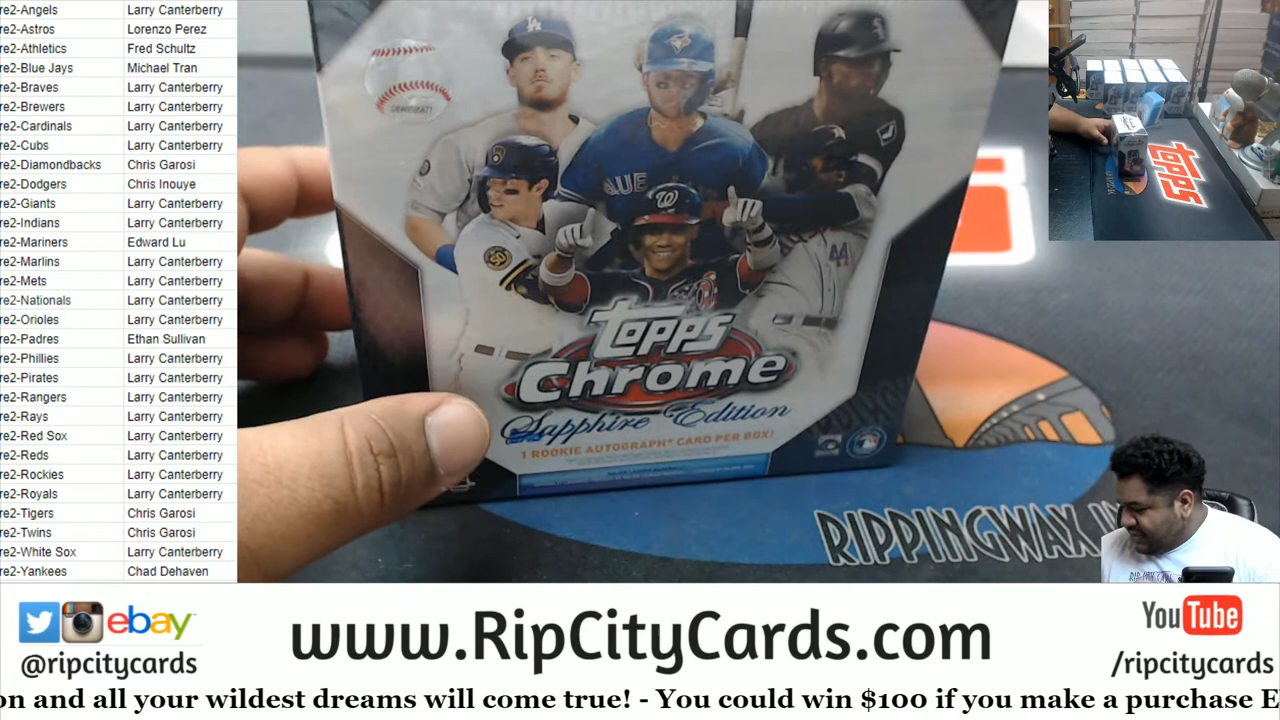 re2-Angels Larry Canterberry
re2-Astros Lorenzo Perez
re2-Athletics Fred Schultz
re2-Blue Jays Michael Tran
re2-Braves Larry Canterberry
re2-Brewers Larry Canterberry
re2-Cardinals Larry Canterberry
re2-Cubs Larry Canterberry
re2-Diamondbacks Chris Garosi
re2-Dodgers Chris Inouye
re2-Giants Larry Canterberry
re2-Indians Larry Canterberry
re2-Mariners Edward Lu
re2-Marlins Larry Canterberry
re2-Mets Larry Canterberry
re2-Nationals Larry Canterberry
re2-Orioles Larry Canterberry
re2-Padres Ethan Sullivan
re2-Phillies Larry Canterberry
re2-Pirates Larry Canterberry
re2-Rangers Larry Canterberry
re2-Rays Larry Canterberry
re2-Red Sox Larry Canterberry
re2-Reds Larry Canterberry
re2-Rockies Larry Canterberry
re2-Royals Larry Canterberry
re2-Tigers Chris Garosi
re2-Twins Chris Garosi
re2-White Sox Larry Canterberry
re2-Yankees Chad Dehaven
LA
W
50
44
Topps
Chrome
Sapphire Edition
1 ROOKIE AUTOGRAPH* CARD PER BOX!
RIPPINGWAX
Topps
ebay
@ripcitycards
www.RipCityCards.com
YouTube
/ripcitycards
on and all your wildest dreams will come true! - You could win $100 if you make a purchase E